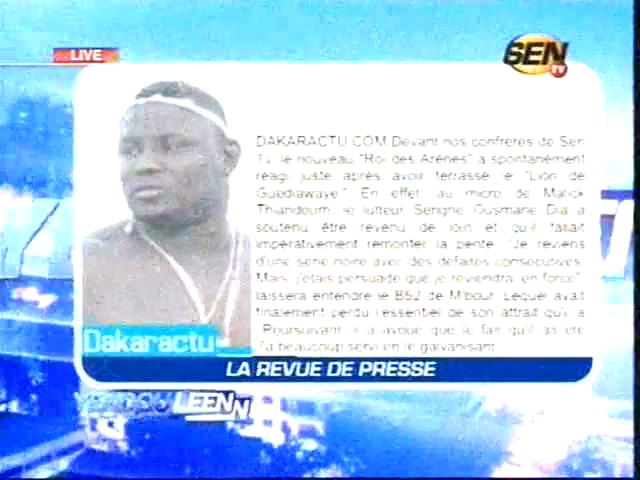 LIVE
SEN
TV
DAKARACTU.COM Devant nos confrères de Sen
Tv, le nouveau "Roi des Arènes" a spontanément
réagi juste après avoir terrassé le "Lion de
Guédiawaye". En effet, au micro de Malick
Thiandoum, le lutteur Serigne Ousmane Dia a
soutenu être revenu de loin et qu'il fallait
impérativement remonter la pente. "Je reviens
d'une série noire avec des défaites consécutives.
Mais, j'étais persuadé que je reviendrai en force",
laissera entendre le B52 de Mbour. Lequel avait
finalement perdu l'essentiel de son attrait qu'il a
Poursuivant, il a avoué que le fait qu'il ait été
l'a beaucoup servi en le galvanisant.
Dakaractu
LA REVUE DE PRESSE
LEEN